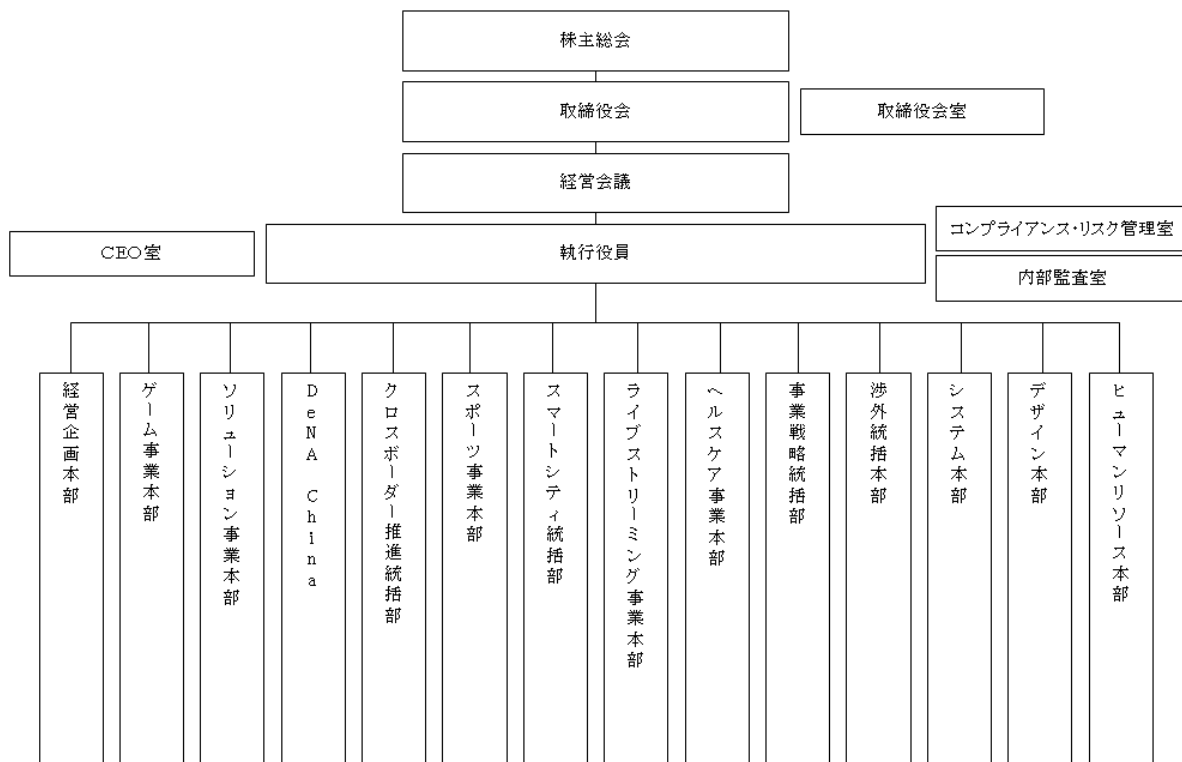 株主総会
取締役会
取締役会室
経営会議
コンプライアンス・リスク管理室
CEO室
執行役員
内部監査室
経営企画本部
ゲーム事業本部
ソリューション事業本部
DeNA China
クロスボーダー推進統括部
スポーツ事業本部
スマートシティ統括部
ライブストリーミング事業本部
ヘルスケア事業本部
事業戦略統括部
渉外統括本部
システム本部
デザイン本部
ヒューマンリソース本部